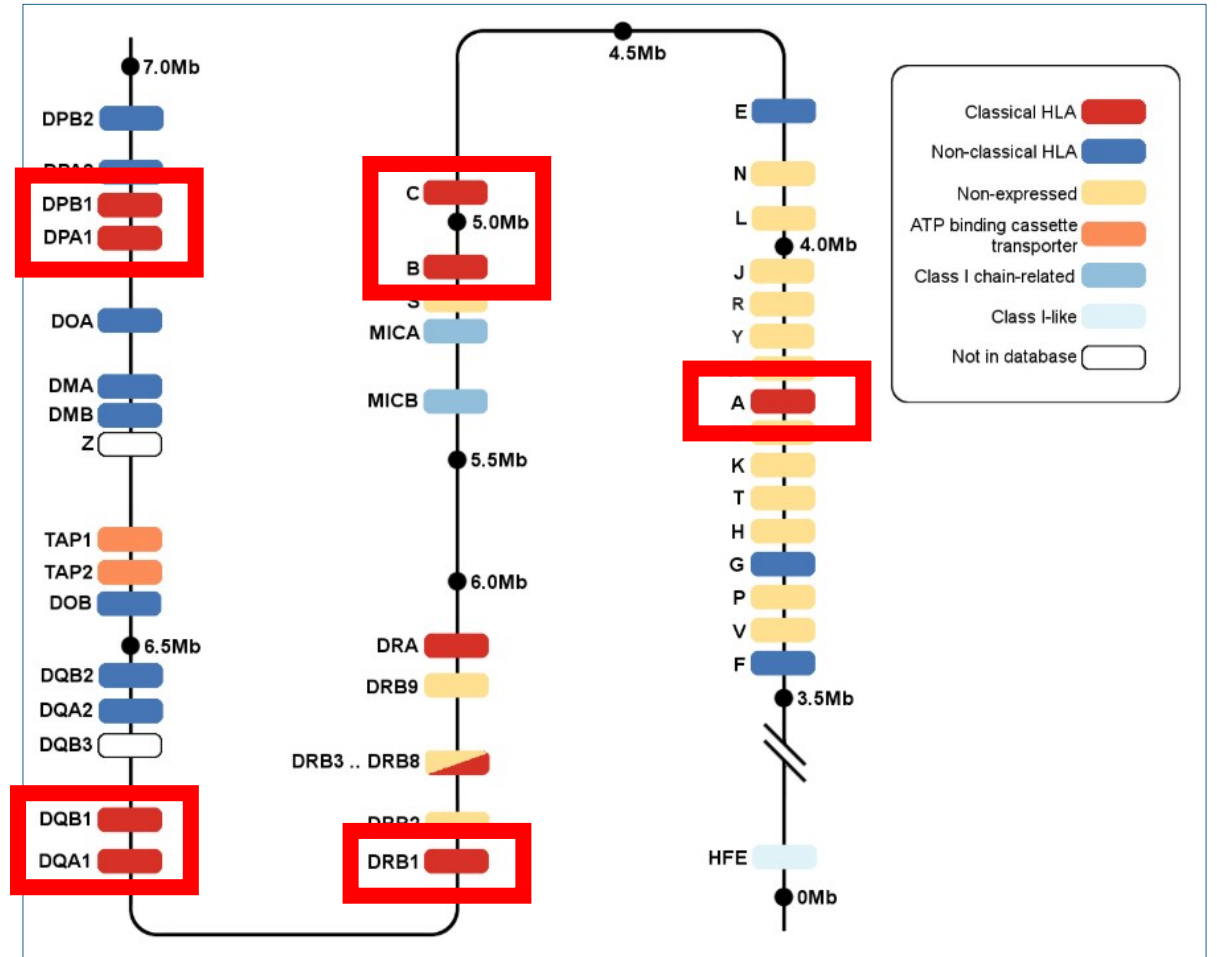 7.0Mb
DPB2
DPB1
DPA1
DOA
DMA
DMB
Z
TAP1
TAP2
DOB
6.5Mb
DQB2
DQA2
DQB3
DQB1
DQA1
4.5Mb
C
5.0Mb
B
S
MICA
MICB
5.5Mb
6.0Mb
DRA
DRB9
DRB3 .. DRB8
DRB1
E
N
L
4.0Mb
J
R
Y
A
K
T
H
G
P
V
F
3.5Mb
HFE
0Mb
Classical HLA
Non-classical HLA
Non-expressed
ATP binding cassette
transporter
Class I chain-related
Class I-like
Not in database